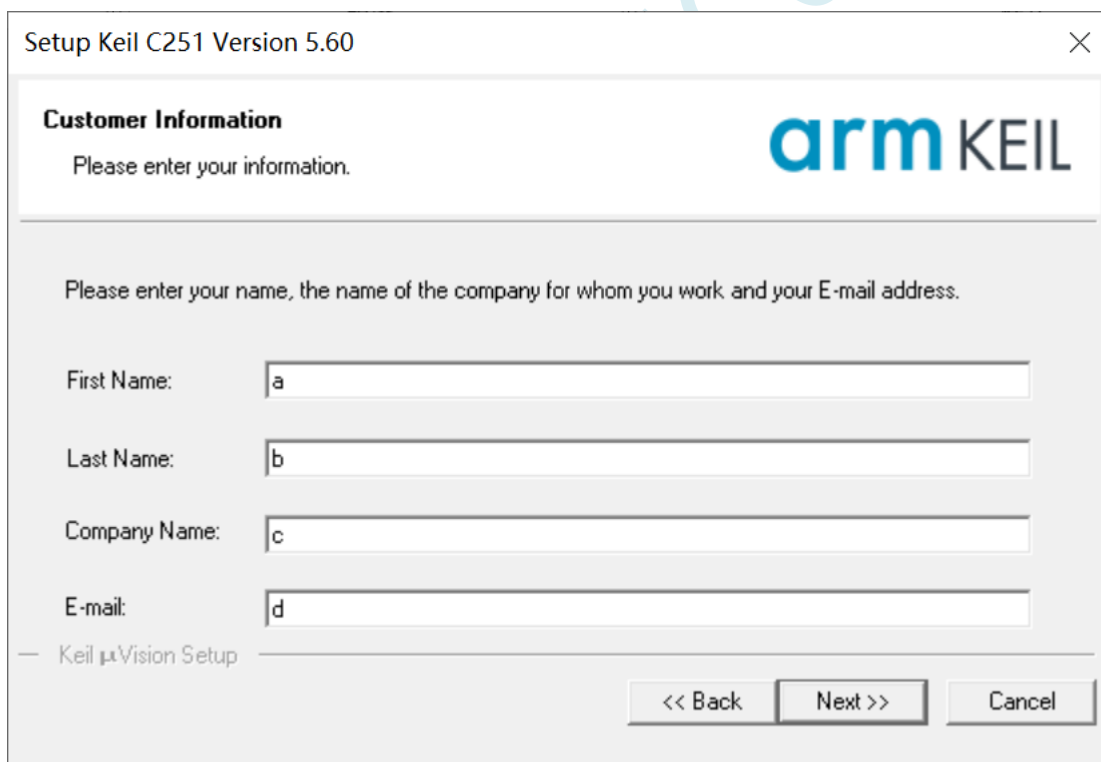 Setup Keil C251 Version 5.60
Customer Information
Please enter your information.
arm KEIL
Please enter your name, the name of the company for whom you work and your E-mail address.
First Name: a
Last Name: b
Company Name: c
E-mail: d
Keil µVision Setup
<< Back Next >> Cancel